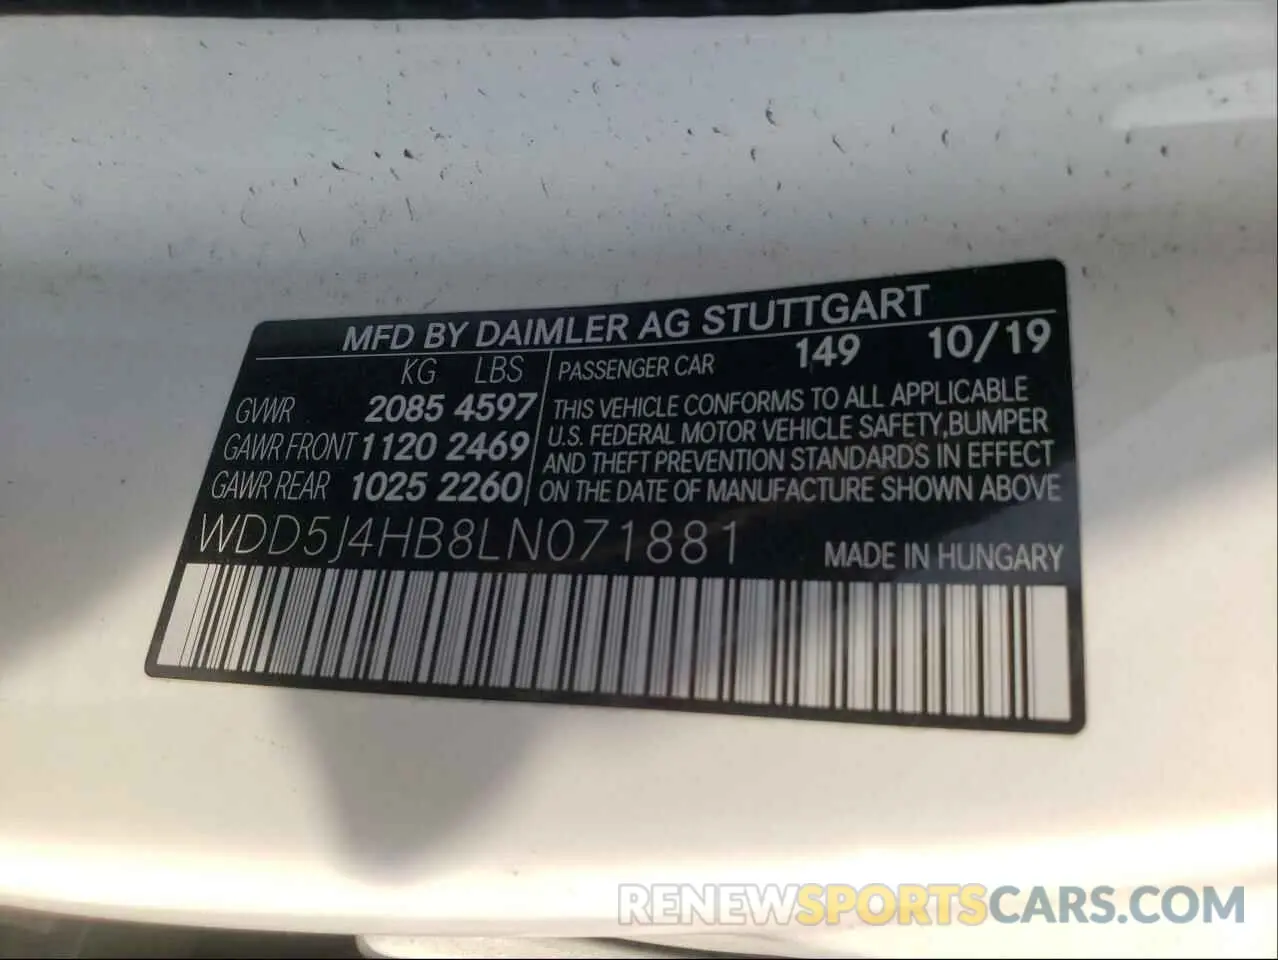 MFD BY DAIMLER AG STUTTGART
KG LBS
GVWR 2085 4597
GAWR FRONT 1120 2469
GAWR REAR 1025 2260
PASSENGER CAR 149 10/19
THIS VEHICLE CONFORMS TO ALL APPLICABLE
U.S. FEDERAL MOTOR VEHICLE SAFETY, BUMPER
AND THEFT PREVENTION STANDARDS IN EFFECT
ON THE DATE OF MANUFACTURE SHOWN ABOVE
WDD5J4HB8LN071881
MADE IN HUNGARY
RENEWSPORTSCARS.COM